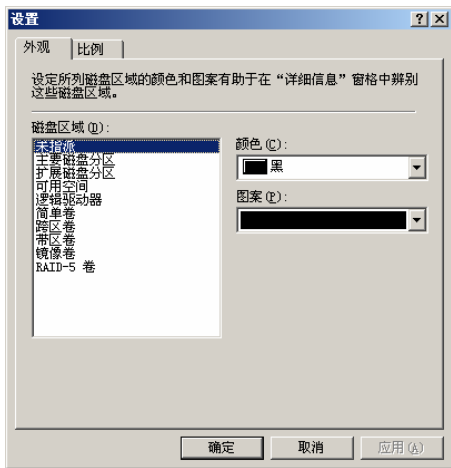 设置
外观
比例
设定所列磁盘区域的颜色和图案有助于在“详细信息”窗格中辨别
这些磁盘区域。
磁盘区域(D):
未指派
主要磁盘分区
扩展磁盘分区
可用空间
逻辑驱动器
简单卷
跨区卷
带区卷
镜像卷
RAID-5 卷
颜色(C):
黑
图案(P):
确定
取消
应用(A)